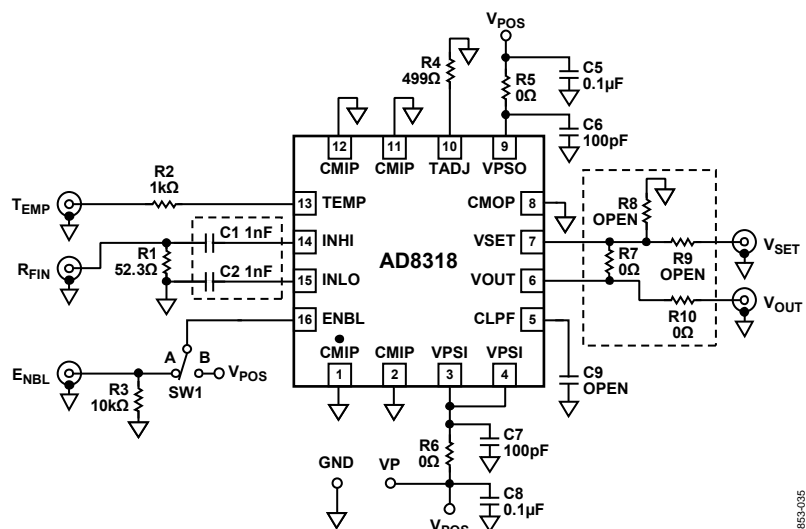 VPOS
R4
499Ω
R5
0Ω
C5
0.1µF
C6
100pF
12
11
10
9
CMIP
CMIP
TADJ
VPSO
R2
1kΩ
TEMP
13
TEMP
CMOP
8
R8
OPEN
C1 1nF
14
INHI
VSET
7
VSET
R9
OPEN
RFIN
R1
52.3Ω
AD8318
R7
0Ω
C2 1nF
15
INLO
VOUT
6
VOUT
R10
0Ω
16
ENBL
CLPF
5
A
B
ENBL
VPOS
SW1
R3
10kΩ
CMIP
CMIP
VPSI
VPSI
1
2
3
4
C9
OPEN
R6
0Ω
C7
100pF
GND
VP
C8
0.1µF
853-035